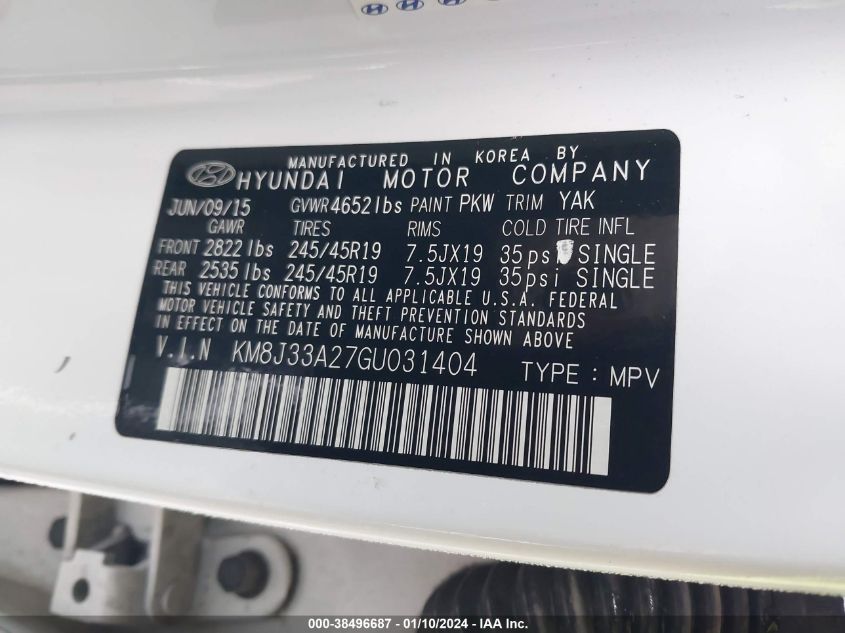 MANUFACTURED IN KOREA BY
HYUNDAI MOTOR COMPANY
JUN/09/15 GVWR 4652lbs PAINT PKW TRIM YAK
GAWR TIRES RIMS COLD TIRE INFL
FRONT 2822lbs 245/45R19 7.5JX19 35psi SINGLE
REAR 2535lbs 245/45R19 7.5JX19 35psi SINGLE
THIS VEHICLE CONFORMS TO ALL APPLICABLE U.S.A. FEDERAL
MOTOR VEHICLE SAFETY AND THEFT PREVENTION STANDARDS
IN EFFECT ON THE DATE OF MANUFACTURE SHOWN ABOVE
V.I.N KM8J33A27GU031404 TYPE : MPV
000-38496687 - 01/10/2024 - IAA Inc.